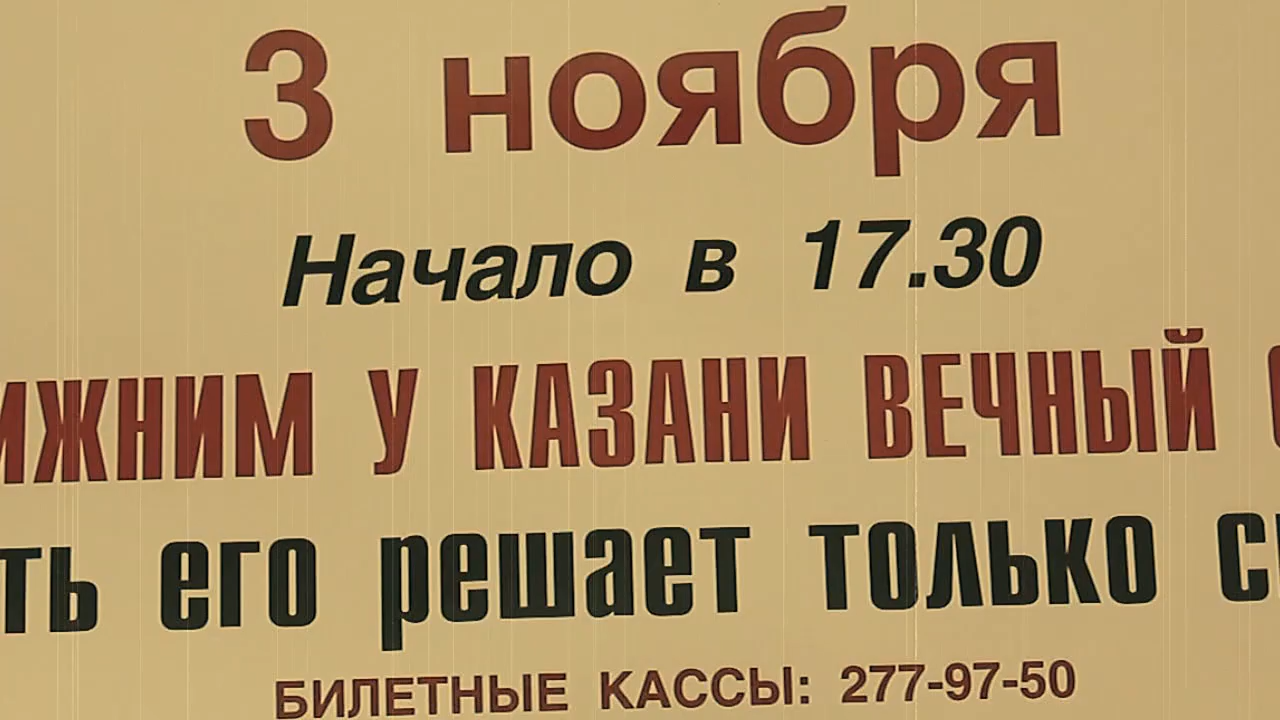 3 ноября
Начало в 17.30
ИЖНИМ У КАЗАНИ ВЕЧНЫЙ
ть его решает только
БИЛЕТНЫЕ КАССЫ: 277-97-50